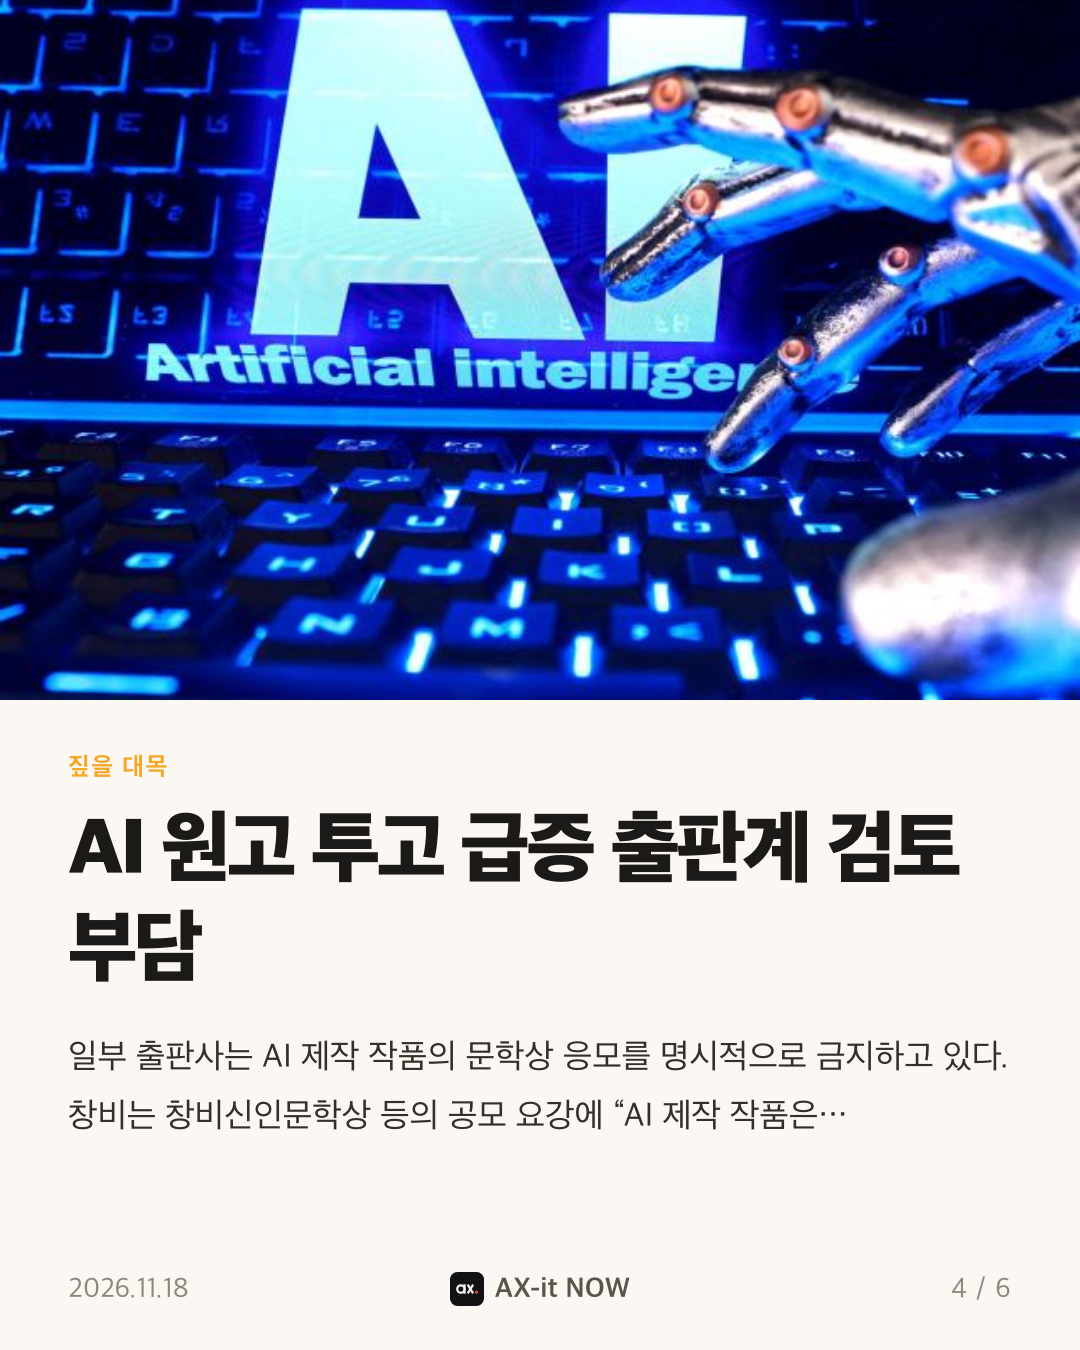 AI
Artificial intelligence
짚을 대목
AI 원고 투고 급증 출판계 검토
부담
일부 출판사는 AI 제작 작품의 문학상 응모를 명시적으로 금지하고 있다.
창비는 창비신인문학상 등의 공모 요강에 “AI 제작 작품은…
2026.11.18
ax. AX-it NOW
4 / 6